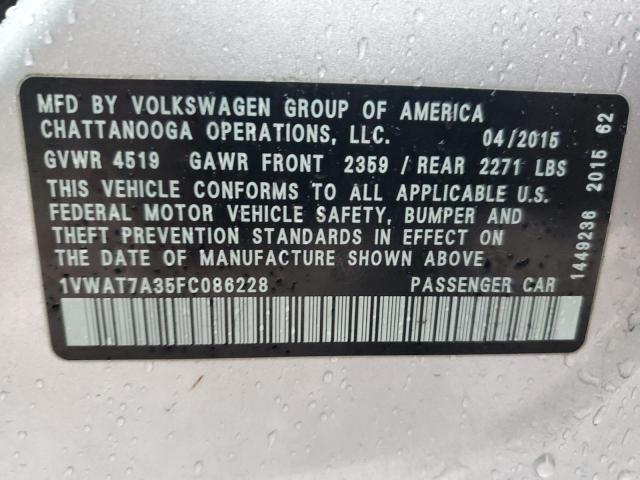 MFD BY VOLKSWAGEN GROUP OF AMERICA
CHATTANOOGA OPERATIONS, LLC. 04/2015
GVWR 4519 GAWR FRONT 2359 / REAR 2271 LBS
THIS VEHICLE CONFORMS TO ALL APPLICABLE U.S.
FEDERAL MOTOR VEHICLE SAFETY, BUMPER AND
THEFT PREVENTION STANDARDS IN EFFECT ON
THE DATE OF MANUFACTURE SHOWN ABOVE.
1VWAT7A35FC086228 PASSENGER CAR
1449236 2015 62